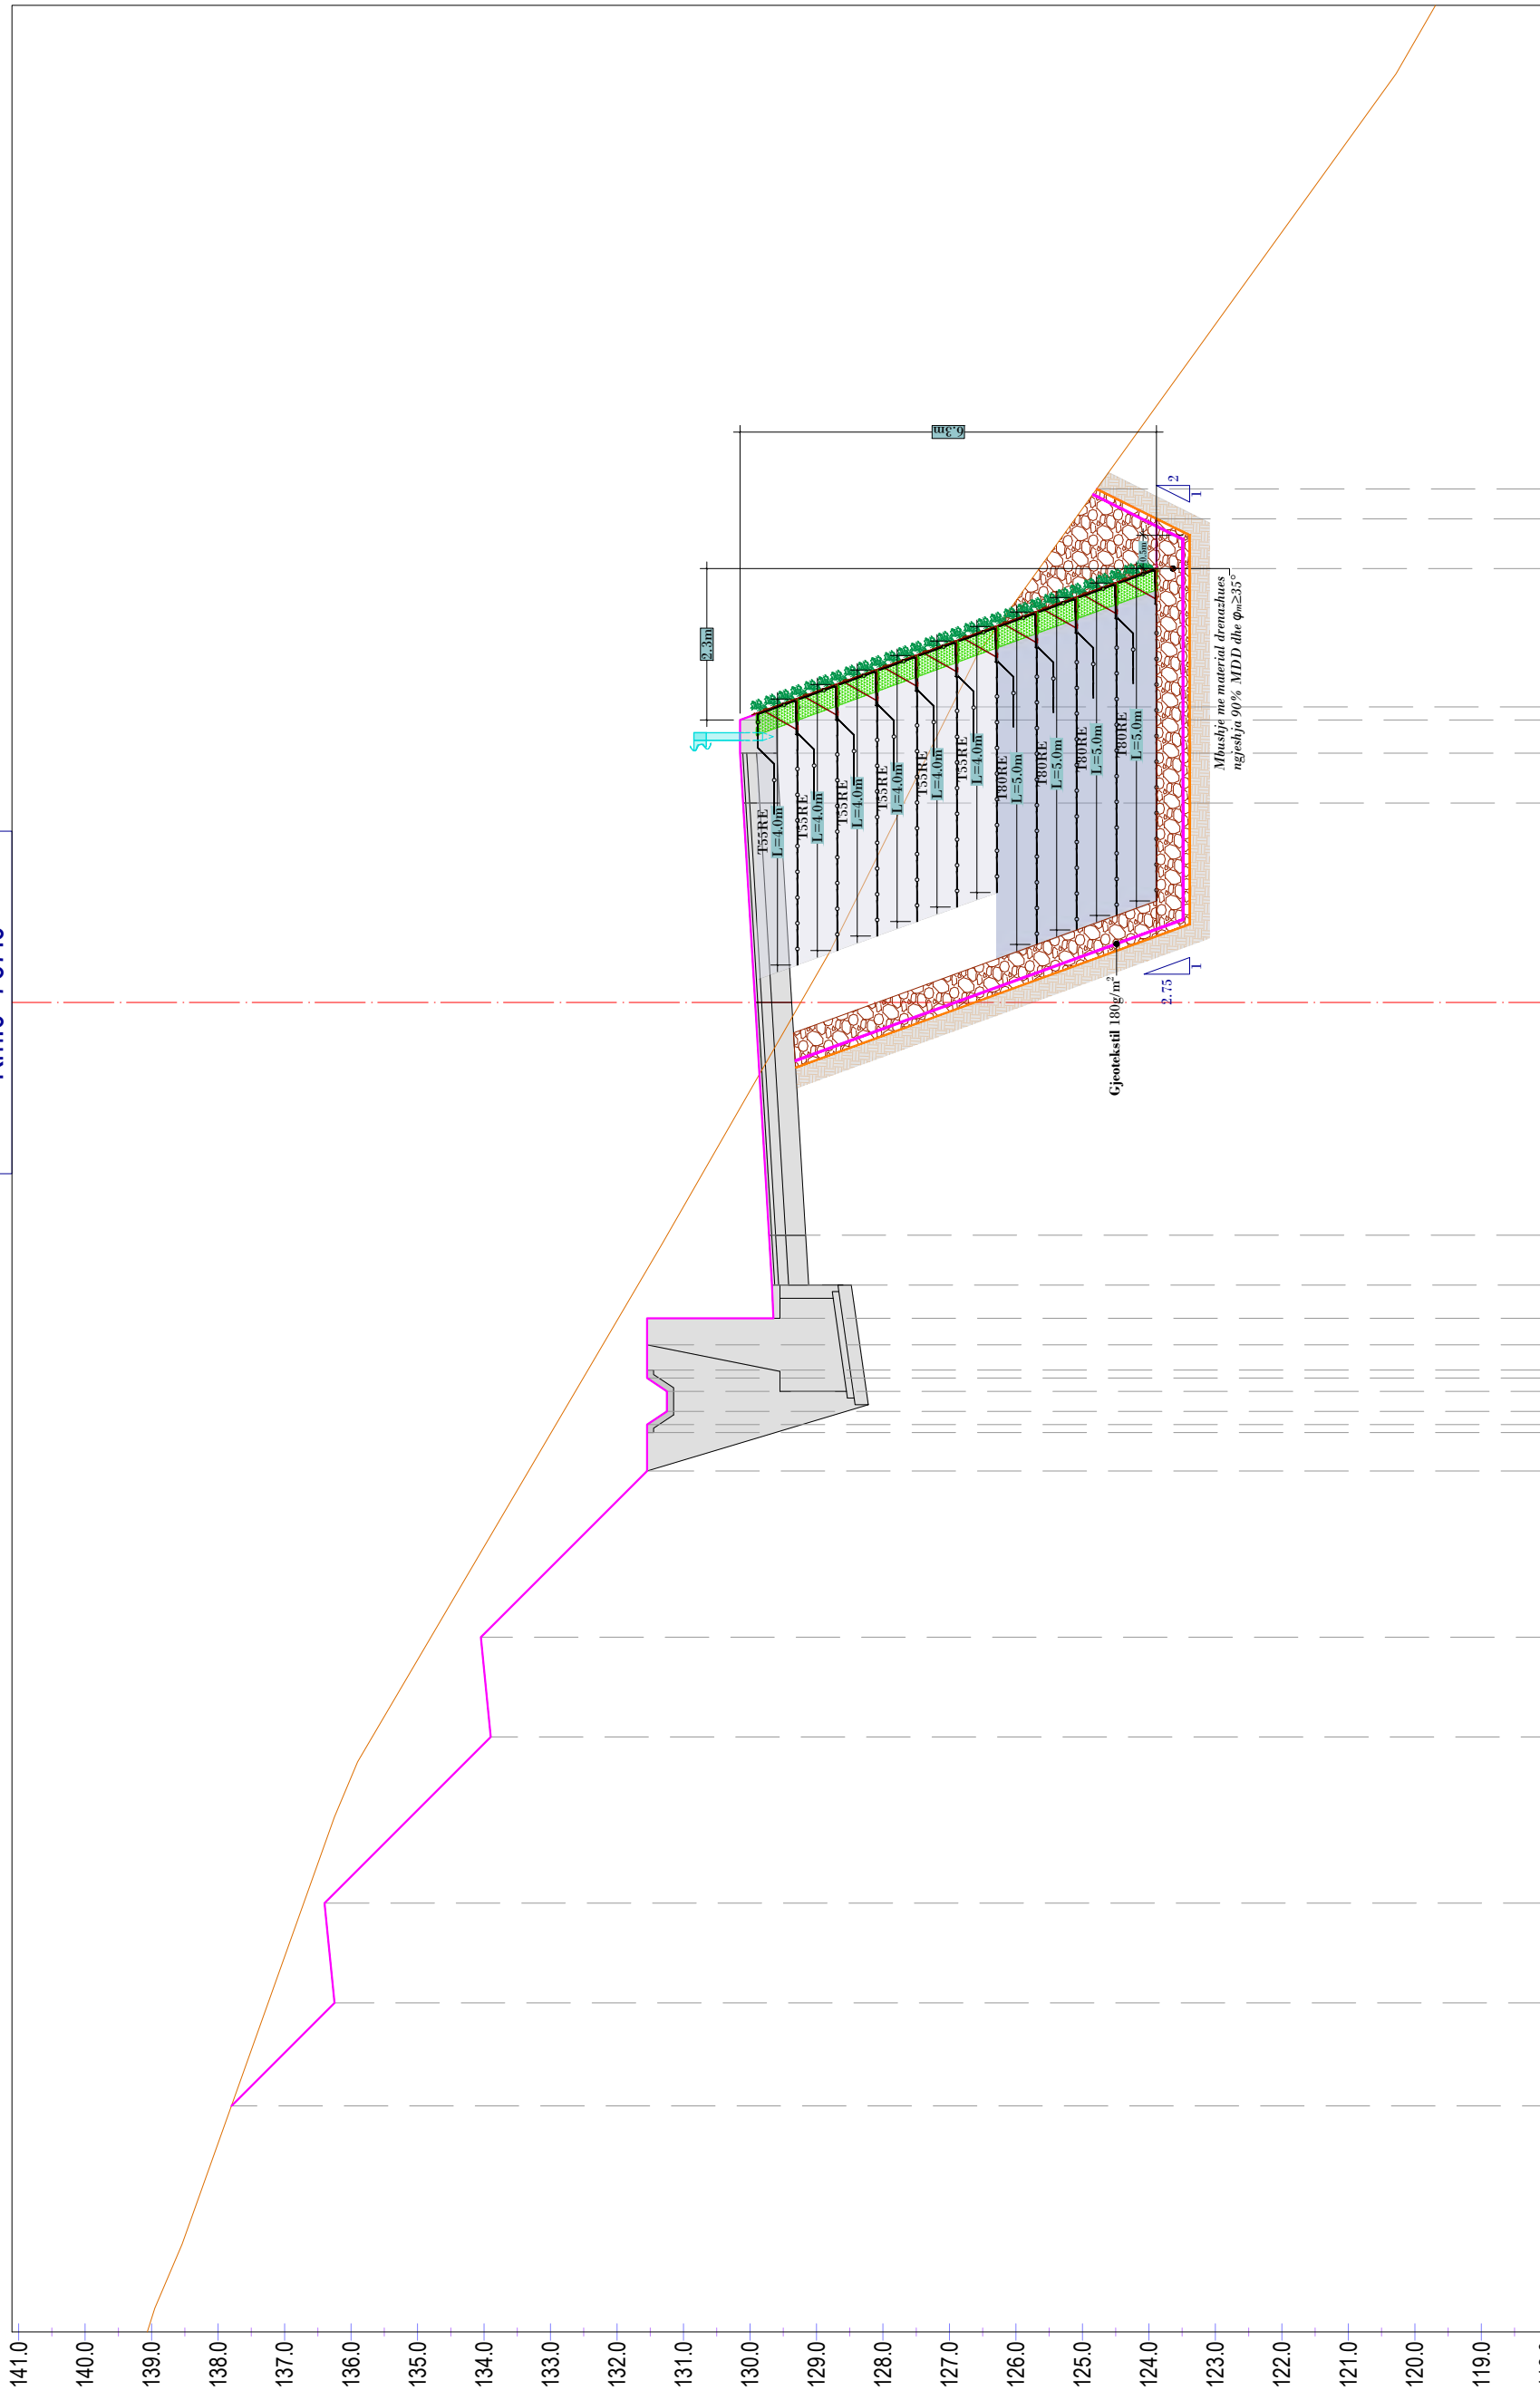 2.3m
6.3m
T55RE
L=4.0m
T55RE
L=4.0m
T55RE
L=4.0m
T55RE
L=4.0m
T55RE
L=4.0m
T55RE
L=4.0m
T80RE
L=5.0m
T80RE
L=5.0m
T80RE
L=5.0m
T80RE
L=5.0m
0.5m
2
1
Mbushje me material drenazhues
ngjeshja 90% MDD dhe φm≥35°
Gjeotekstil 180g/m²
2.75
1
141.0
140.0
139.0
138.0
137.0
136.0
135.0
134.0
133.0
132.0
131.0
130.0
129.0
128.0
127.0
126.0
125.0
124.0
123.0
122.0
121.0
120.0
119.0